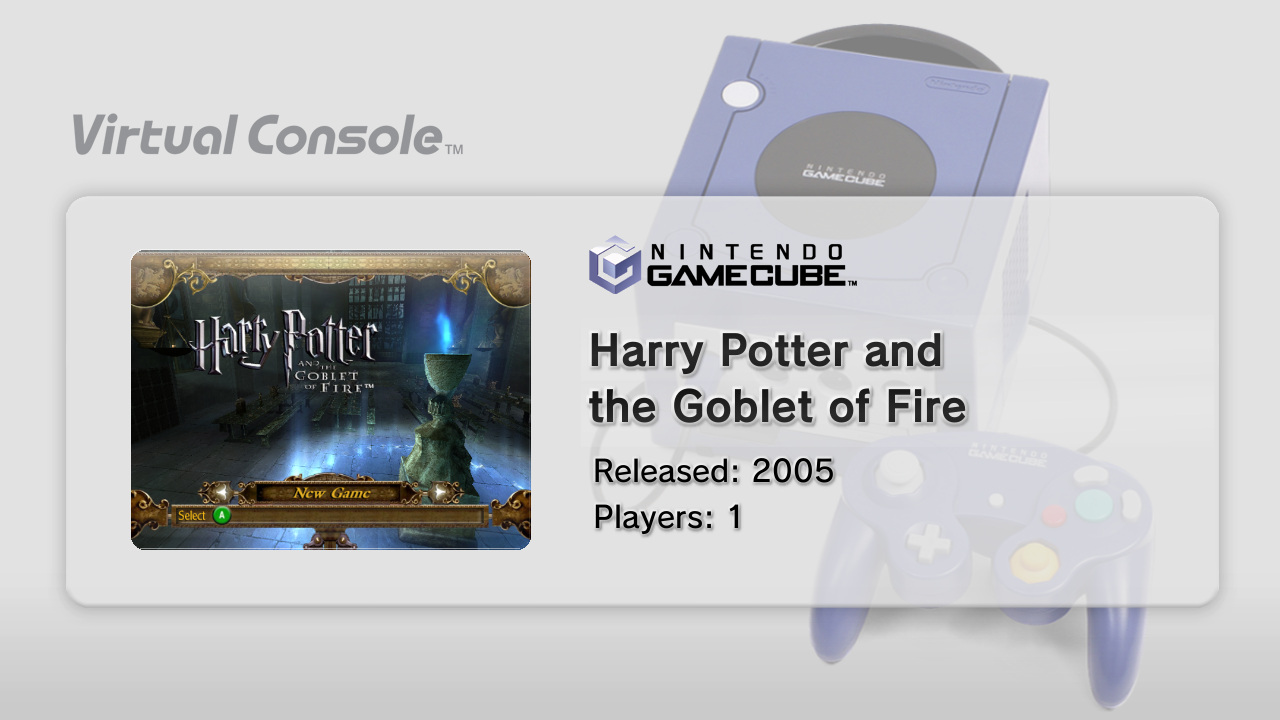 Virtual Console™
Nintendo
NINTENDO
GAMECUBE
NINTENDO
GAMECUBE™
Harry Potter
AND THE
GOBLET
OF FIRE™
New Game
Select A
Harry Potter and
the Goblet of Fire
Released: 2005
Players: 1
NINTENDO
GAMECUBE